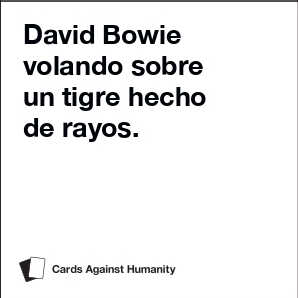 David Bowie
volando sobre
un tigre hecho
de rayos.
Cards Against Humanity